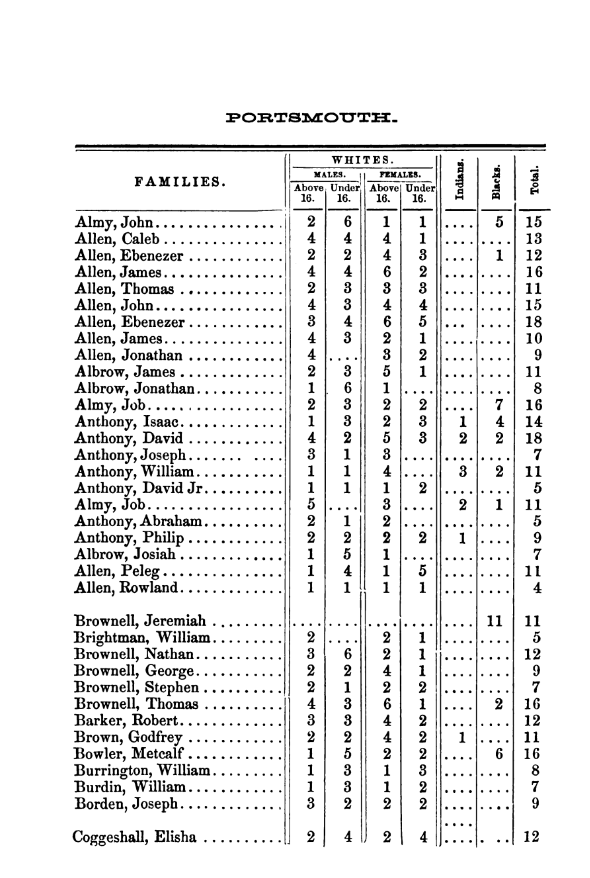 PORTSMOUTH.
FAMILIES. WHITES. Indians. Blacks. Total.
MALES. FEMALES.
Above 16. Under 16. Above 16. Under 16.
Almy, John................ 2 6 1 1 .... 5 15
Allen, Caleb .............. 4 4 4 1 .... .... 13
Allen, Ebenezer ............ 2 2 4 3 .... 1 12
Allen, James.............. 4 4 6 2 .... .... 16
Allen, Thomas ............. 2 3 3 3 .... .... 11
Allen, John................ 4 3 4 4 .... .... 15
Allen, Ebenezer ............ 3 4 6 5 ... .... 18
Allen, James.............. 4 3 2 1 .... .... 10
Allen, Jonathan ............ 4 .... 3 2 .... .... 9
Albrow, James ............. 2 3 5 1 .... .... 11
Albrow, Jonathan........... 1 6 1 .... .... .... 8
Almy, Job................. 2 3 2 2 .... 7 16
Anthony, Isaac............. 1 3 2 3 1 4 14
Anthony, David ............ 4 2 5 3 2 2 18
Anthony, Joseph....... .... 3 1 3 .... .... .... 7
Anthony, William........... 1 1 4 .... 3 2 11
Anthony, David Jr.......... 1 1 1 2 .... .... 5
Almy, Job................. 5 .... 3 .... 2 1 11
Anthony, Abraham.......... 2 1 2 .... .... .... 5
Anthony, Philip ............ 2 2 2 2 1 .... 9
Albrow, Josiah ............. 1 5 1 .... .... .... 7
Allen, Peleg............... 1 4 1 5 .... .... 11
Allen, Rowland............. 1 1 1 1 .... .... 4
Brownell, Jeremiah ......... .... .... .... .... .... 11 11
Brightman, William......... 2 .... 2 1 .... .... 5
Brownell, Nathan........... 3 6 2 1 .... .... 12
Brownell, George........... 2 2 4 1 .... .... 9
Brownell, Stephen .......... 2 1 2 2 .... .... 7
Brownell, Thomas .......... 4 3 6 1 .... 2 16
Barker, Robert............. 3 3 4 2 .... .... 12
Brown, Godfrey ............ 2 2 4 2 1 .... 11
Bowler, Metcalf ............ 1 5 2 2 .... 6 16
Burrington, William......... 1 3 1 3 .... .... 8
Burdin, William............ 1 3 1 2 .... .... 7
Borden, Joseph............. 3 2 2 2 .... .... 9
....
Coggeshall, Elisha .......... 2 4 2 4 .... . .. 12